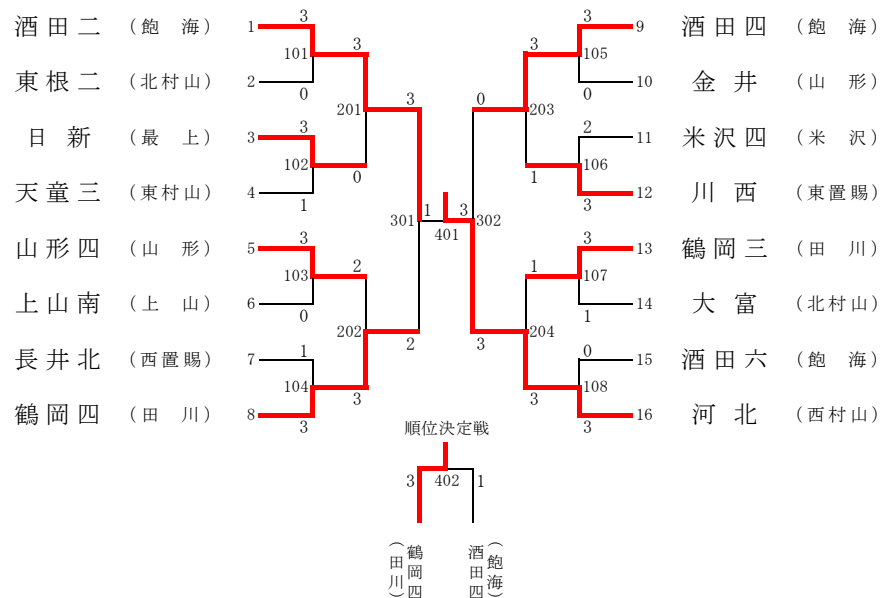 酒田二 (飽 海) 1 3 3 9 酒田四 (飽 海)
101 3 3 105
東根二 (北村山) 2 0 0 10 金井 (山 形)
201 3 0 203
日新 (最 上) 3 3 2 11 米沢四 (米 沢)
102 0 1 106
天童三 (東村山) 4 1 3 12 川西 (東置賜)
301 1 3 302
401
山形四 (山 形) 5 3 3 13 鶴岡三 (田 川)
103 2 1 107
上山南 (上 山) 6 0 1 14 大富 (北村山)
202 2 3 204
長井北 (西置賜) 7 1 0 15 酒田六 (飽 海)
104 3 3 108
鶴岡四 (田 川) 8 3 3 16 河北 (西村山)
順位決定戦
3 402 1
鶴岡四 (田川)
酒田四 (飽海)